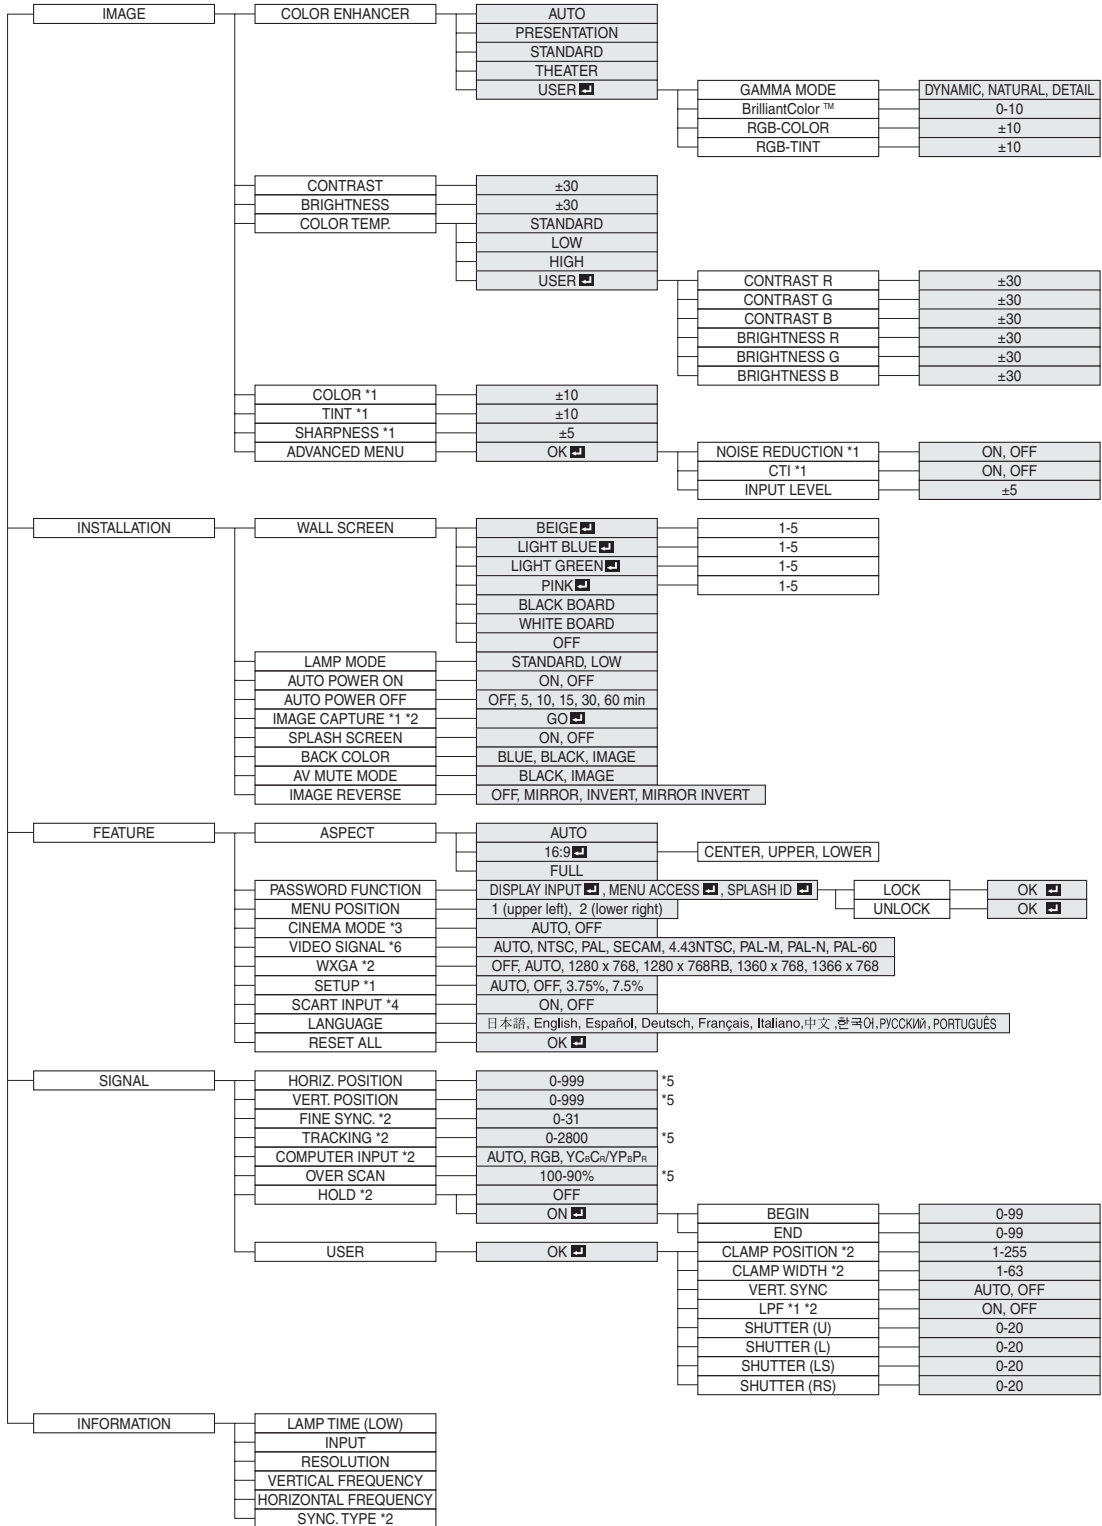 IMAGE COLOR ENHANCER AUTO
PRESENTATION
STANDARD
THEATER
USER
GAMMA MODE DYNAMIC, NATURAL, DETAIL
BrilliantColor ™ 0-10
RGB-COLOR ±10
RGB-TINT ±10
CONTRAST ±30
BRIGHTNESS ±30
COLOR TEMP. STANDARD
LOW
HIGH
USER
CONTRAST R ±30
CONTRAST G ±30
CONTRAST B ±30
BRIGHTNESS R ±30
BRIGHTNESS G ±30
BRIGHTNESS B ±30
COLOR *1 ±10
TINT *1 ±10
SHARPNESS *1 ±5
ADVANCED MENU OK NOISE REDUCTION *1 ON, OFF
CTI *1 ON, OFF
INPUT LEVEL ±5
INSTALLATION WALL SCREEN BEIGE 1-5
LIGHT BLUE 1-5
LIGHT GREEN 1-5
PINK 1-5
BLACK BOARD
WHITE BOARD
OFF
LAMP MODE STANDARD, LOW
AUTO POWER ON ON, OFF
AUTO POWER OFF OFF, 5, 10, 15, 30, 60 min
IMAGE CAPTURE *1 *2 GO
SPLASH SCREEN ON, OFF
BACK COLOR BLUE, BLACK, IMAGE
AV MUTE MODE BLACK, IMAGE
IMAGE REVERSE OFF, MIRROR, INVERT, MIRROR INVERT
FEATURE ASPECT AUTO
16:9 CENTER, UPPER, LOWER
FULL
PASSWORD FUNCTION DISPLAY INPUT , MENU ACCESS , SPLASH ID LOCK OK
MENU POSITION 1 (upper left), 2 (lower right) UNLOCK OK
CINEMA MODE *3 AUTO, OFF
VIDEO SIGNAL *6 AUTO, NTSC, PAL, SECAM, 4.43NTSC, PAL-M, PAL-N, PAL-60
WXGA *2 OFF, AUTO, 1280 x 768, 1280 x 768RB, 1360 x 768, 1366 x 768
SETUP *1 AUTO, OFF, 3.75%, 7.5%
SCART INPUT *4 ON, OFF
LANGUAGE 日本語, English, Español, Deutsch, Français, Italiano,中文 ,한국어,РУССКИЙ, PORTUGUÊS
RESET ALL OK
SIGNAL HORIZ. POSITION 0-999 *5
VERT. POSITION 0-999 *5
FINE SYNC. *2 0-31
TRACKING *2 0-2800 *5
COMPUTER INPUT *2 AUTO, RGB, YCBCR/YPBPR
OVER SCAN 100-90% *5
HOLD *2 OFF
ON BEGIN 0-99
END 0-99
USER OK CLAMP POSITION *2 1-255
CLAMP WIDTH *2 1-63
VERT. SYNC AUTO, OFF
LPF *1 *2 ON, OFF
SHUTTER (U) 0-20
SHUTTER (L) 0-20
SHUTTER (LS) 0-20
SHUTTER (RS) 0-20
INFORMATION LAMP TIME (LOW)
INPUT
RESOLUTION
VERTICAL FREQUENCY
HORIZONTAL FREQUENCY
SYNC. TYPE *2